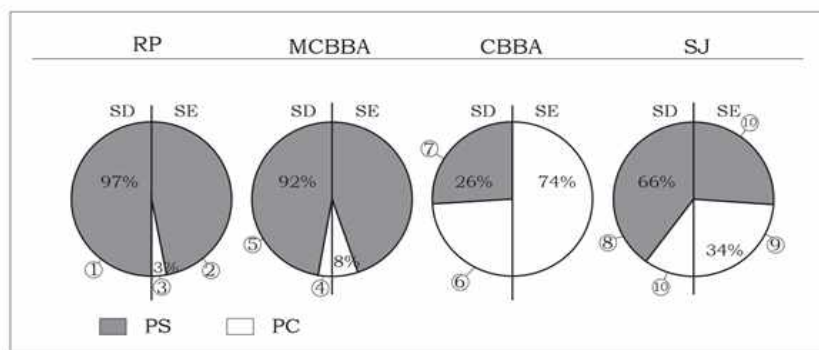 RP MCBBA CBBA SJ
SD SE SD SE SD SE SD SE
⑩
⑦
97% 92% 26% 74% 66%
⑤ ⑧ ⑨
3% 8% 34%
① ③ ② ④ ⑥ ⑩
PS PC